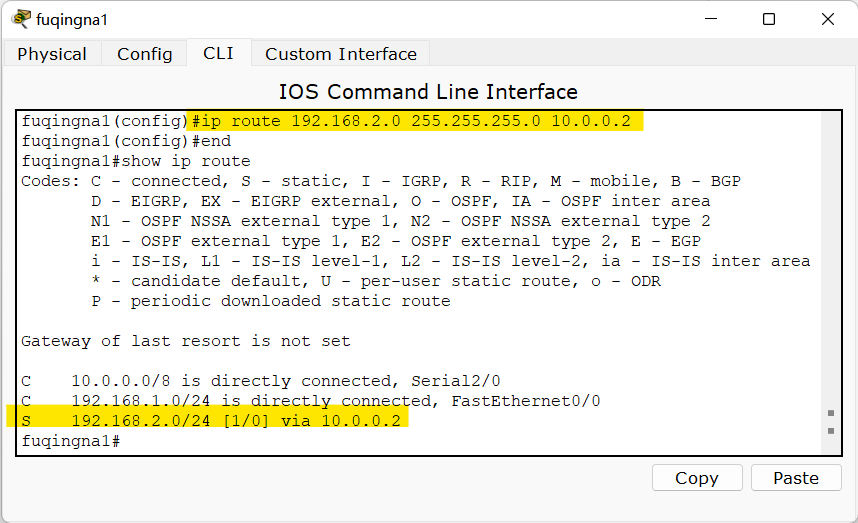 fuqingna1
Physical Config CLI Custom Interface
IOS Command Line Interface
fuqingna1(config)#ip route 192.168.2.0 255.255.255.0 10.0.0.2
fuqingna1(config)#end
fuqingna1#show ip route
Codes: C - connected, S - static, I - IGRP, R - RIP, M - mobile, B - BGP
       D - EIGRP, EX - EIGRP external, O - OSPF, IA - OSPF inter area
       N1 - OSPF NSSA external type 1, N2 - OSPF NSSA external type 2
       E1 - OSPF external type 1, E2 - OSPF external type 2, E - EGP
       i - IS-IS, L1 - IS-IS level-1, L2 - IS-IS level-2, ia - IS-IS inter area
       * - candidate default, U - per-user static route, o - ODR
       P - periodic downloaded static route
Gateway of last resort is not set
C    10.0.0.0/8 is directly connected, Serial2/0
C    192.168.1.0/24 is directly connected, FastEthernet0/0
S    192.168.2.0/24 [1/0] via 10.0.0.2
fuqingna1#
Copy Paste